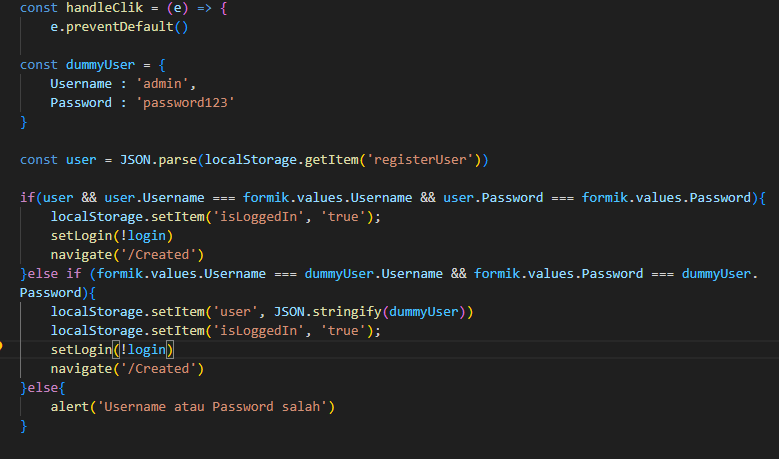 const handleClik = (e) => {
e.preventDefault()
const dummyUser = {
Username : 'admin',
Password : 'password123'
}
const user = JSON.parse(localStorage.getItem('registerUser'))
if(user && user.Username === formik.values.Username && user.Password === formik.values.Password){
localStorage.setItem('isLoggedIn', 'true');
setLogin(!login)
navigate('/Created')
}else if (formik.values.Username === dummyUser.Username && formik.values.Password === dummyUser.
Password){
localStorage.setItem('user', JSON.stringify(dummyUser))
localStorage.setItem('isLoggedIn', 'true');
setLogin(!login)
navigate('/Created')
}else{
alert('Username atau Password salah')
}